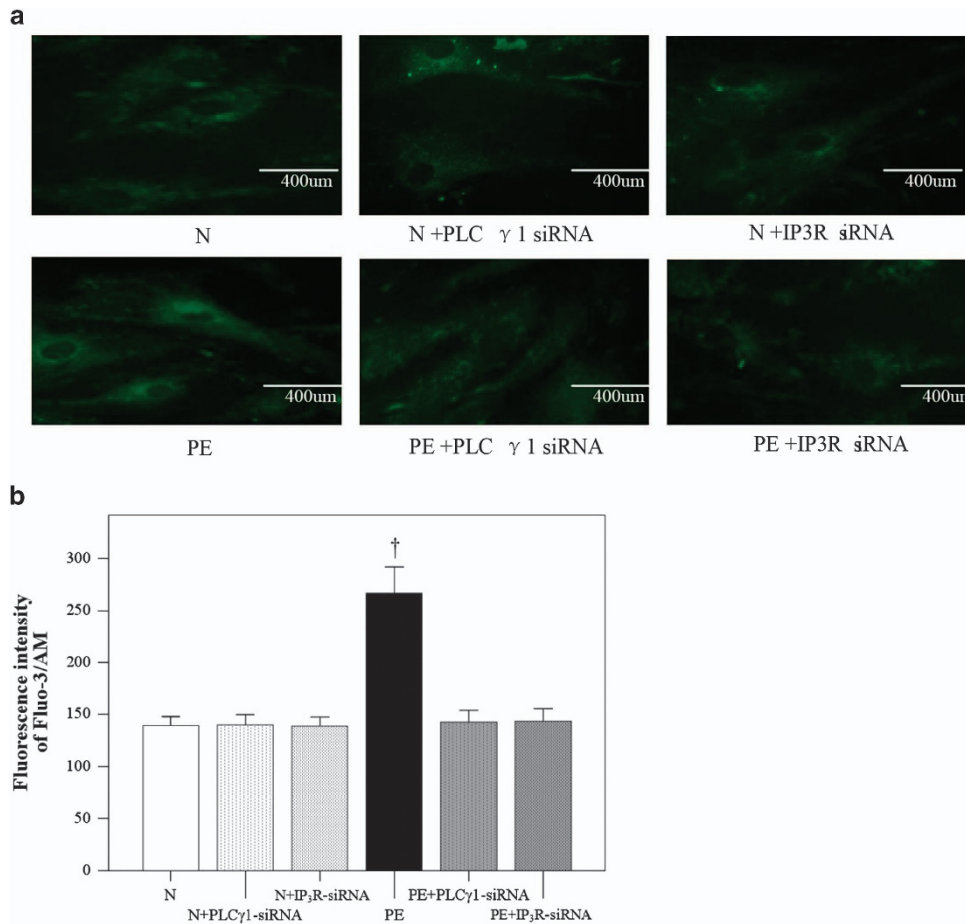 a
400um 400um 400um
N N +PLC γ 1 siRNA N +IP3R siRNA
400um 400um 400um
PE PE +PLC γ 1 siRNA PE +IP3R siRNA
b
Fluorescence intensity
of Fluo-3/AM
300
250
200
150
100
50
0
†
N N+IP₃R-siRNA PE+PLCγ1-siRNA
N+PLCγ1-siRNA PE PE+IP₃R-siRNA